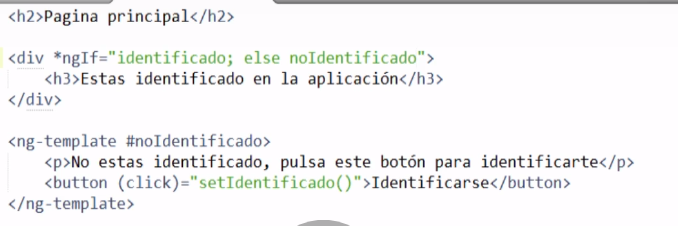 <h2>Pagina principal</h2>
<div *ngIf="identificado; else noIdentificado">
<h3>Estas identificado en la aplicación</h3>
</div>
<ng-template #noIdentificado>
<p>No estas identificado, pulsa este botón para identificarte</p>
<button (click)="setIdentificado()">Identificarse</button>
</ng-template>